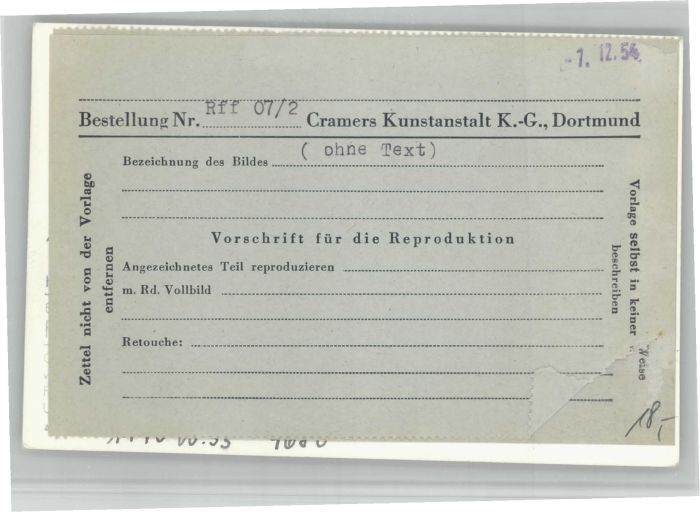 -1. 12.54
Bestellung Nr. Rff 07/2 Cramers Kunstanstalt K.-G., Dortmund
Bezeichnung des Bildes ( ohne Text)
Vorschrift für die Reproduktion
Angezeichnetes Teil reproduzieren
m. Rd. Vollbild
Retouche:
Zettel nicht von der Vorlage
entfernen
Vorlage selbst in keiner Weise
beschreiben
18,-